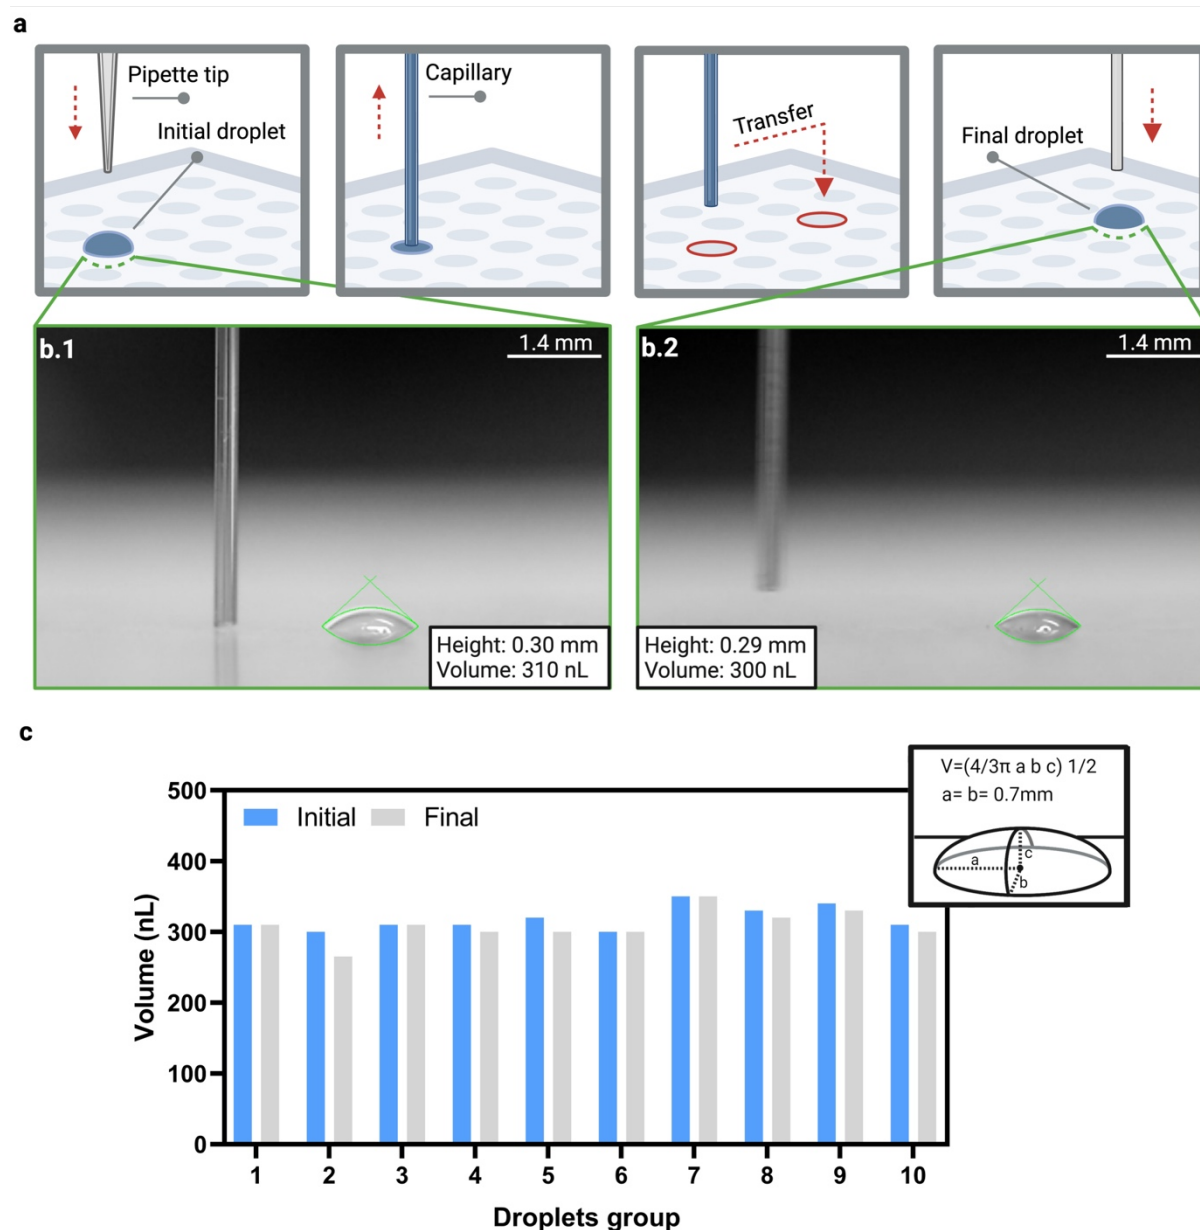 a
Pipette tip
Initial droplet
Capillary
Transfer
Final droplet
b.1
1.4 mm
Height: 0.30 mm
Volume: 310 nL
b.2
1.4 mm
Height: 0.29 mm
Volume: 300 nL
c
V=(4/3π a b c) 1/2
a= b= 0.7mm
a
c
b
Initial
Final
500
400
300
200
100
0
Volume (nL)
1 2 3 4 5 6 7 8 9 10
Droplets group